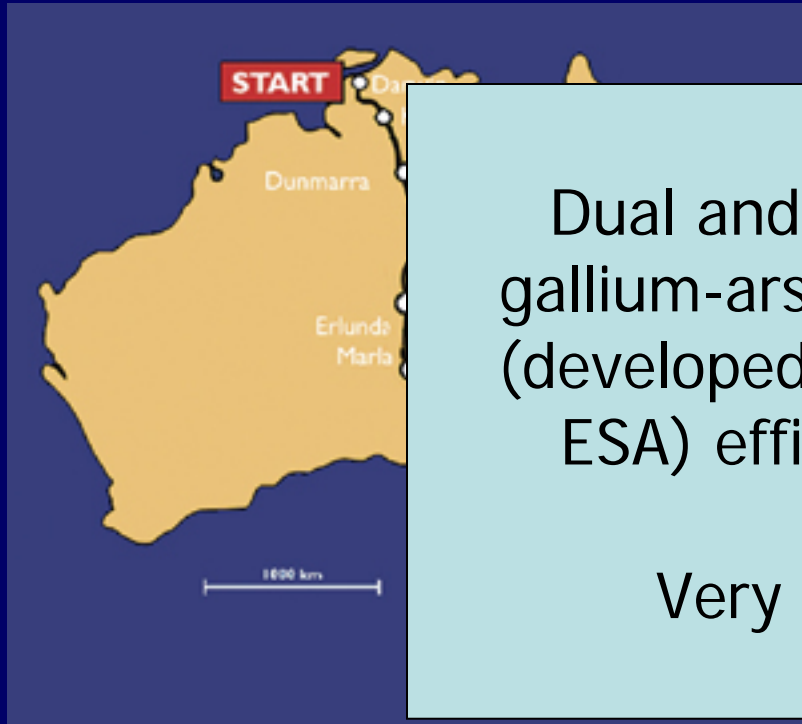 START
Dunmarra
Erlunda
Marla
1000 km
Dual and
gallium-ars
(developed
ESA) effi
Very